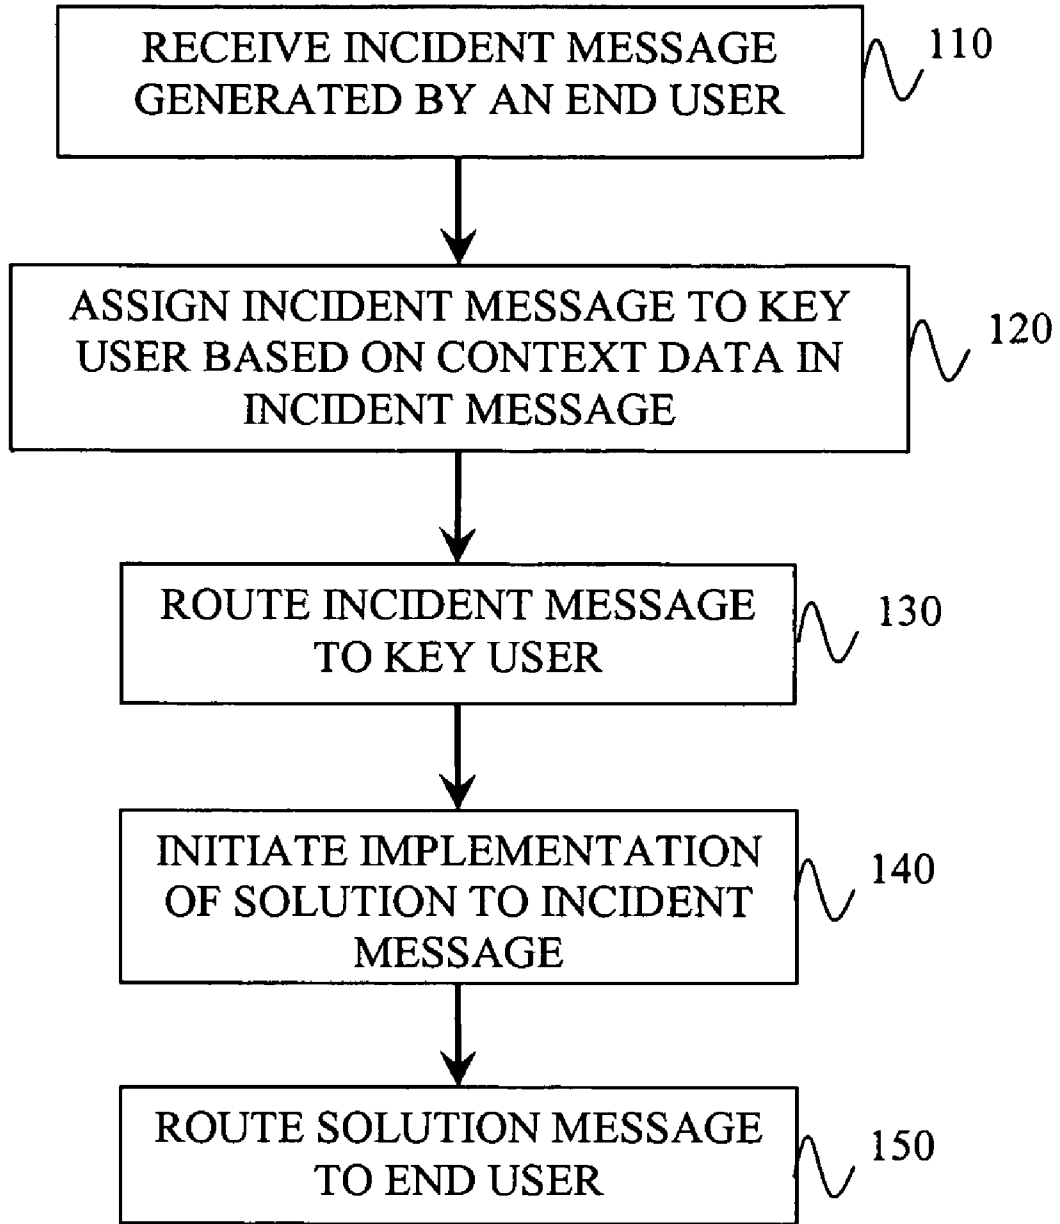 RECEIVE INCIDENT MESSAGE
GENERATED BY AN END USER
110
ASSIGN INCIDENT MESSAGE TO KEY
USER BASED ON CONTEXT DATA IN
INCIDENT MESSAGE
120
ROUTE INCIDENT MESSAGE
TO KEY USER
130
INITIATE IMPLEMENTATION
OF SOLUTION TO INCIDENT
MESSAGE
140
ROUTE SOLUTION MESSAGE
TO END USER
150